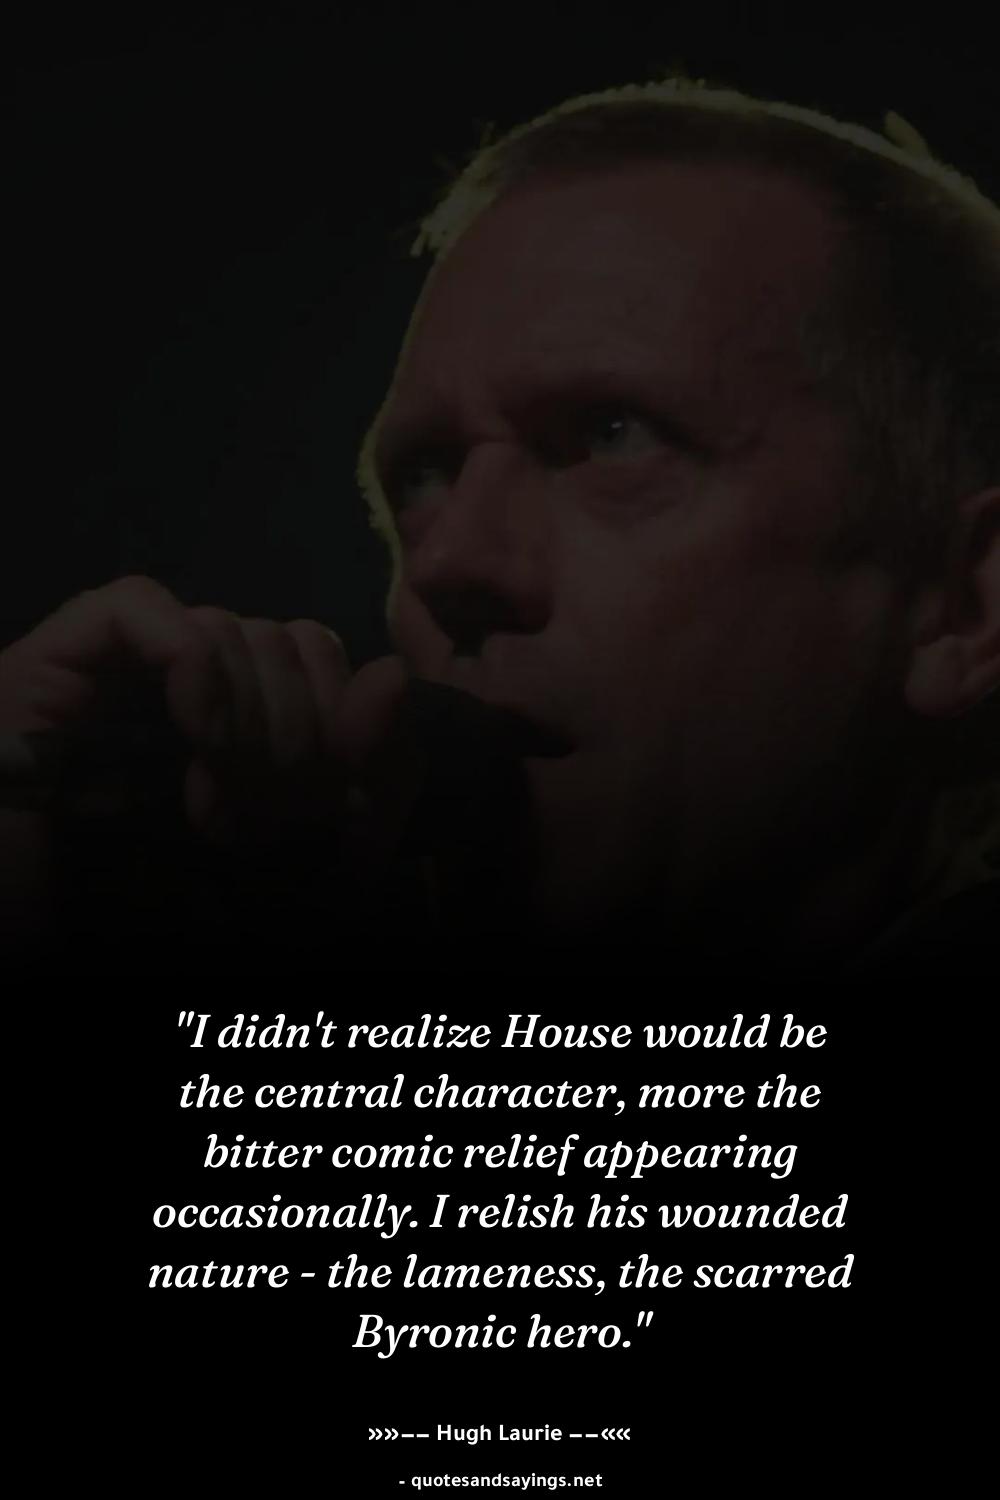 "I didn't realize House would be
the central character, more the
bitter comic relief appearing
occasionally. I relish his wounded
nature - the lameness, the scarred
Byronic hero."
»»−− Hugh Laurie −−««
- quotesandsayings.net